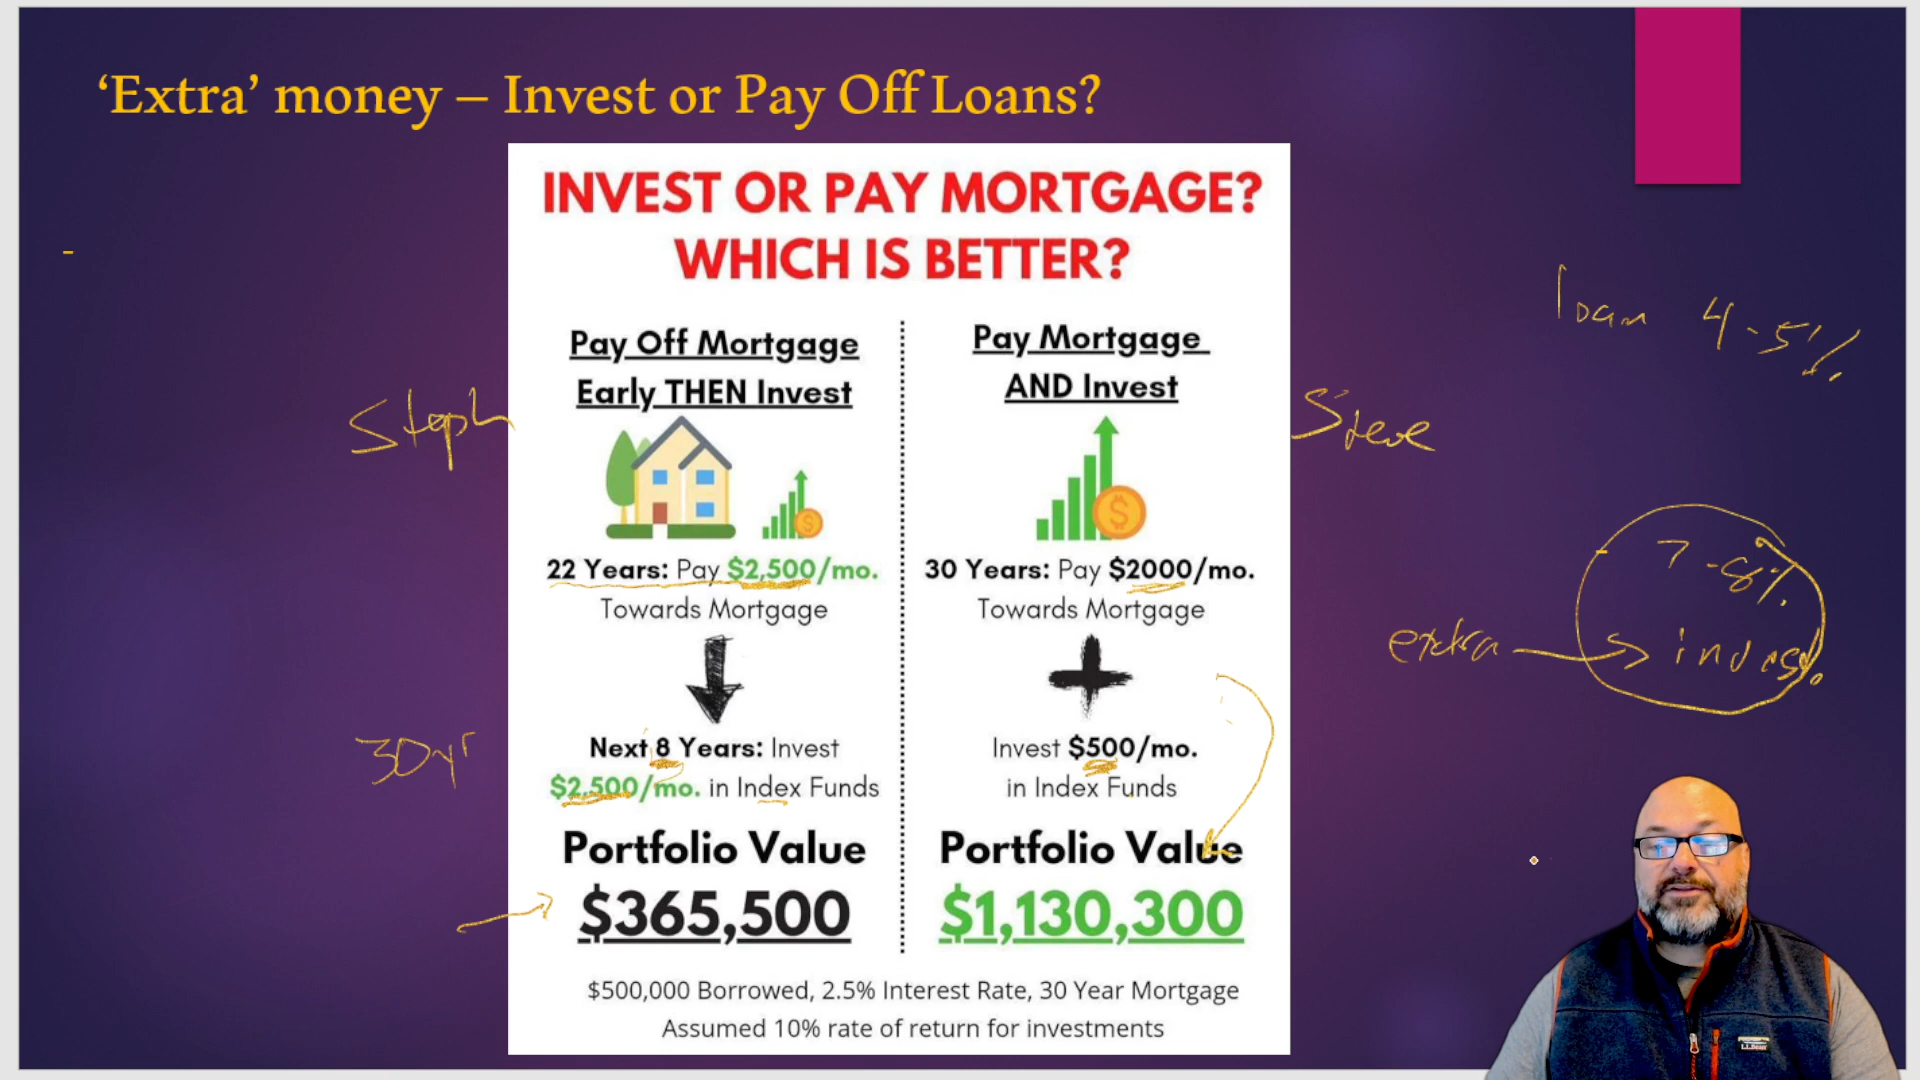 ‘Extra’ money – Invest or Pay Off Loans?
INVEST OR PAY MORTGAGE?
WHICH IS BETTER?
Pay Off Mortgage
Early THEN Invest
Pay Mortgage
AND Invest
loan 4-5%
Steph
Steve
22 Years: Pay $2,500/mo.
Towards Mortgage
30 Years: Pay $2000/mo.
Towards Mortgage
7-8%
extra
invest.
30yr
Next 8 Years: Invest
$2,500/mo. in Index Funds
Invest $500/mo.
in Index Funds
Portfolio Value
$365,500
Portfolio Value
$1,130,300
$500,000 Borrowed, 2.5% Interest Rate, 30 Year Mortgage
Assumed 10% rate of return for investments
L.L.Bean